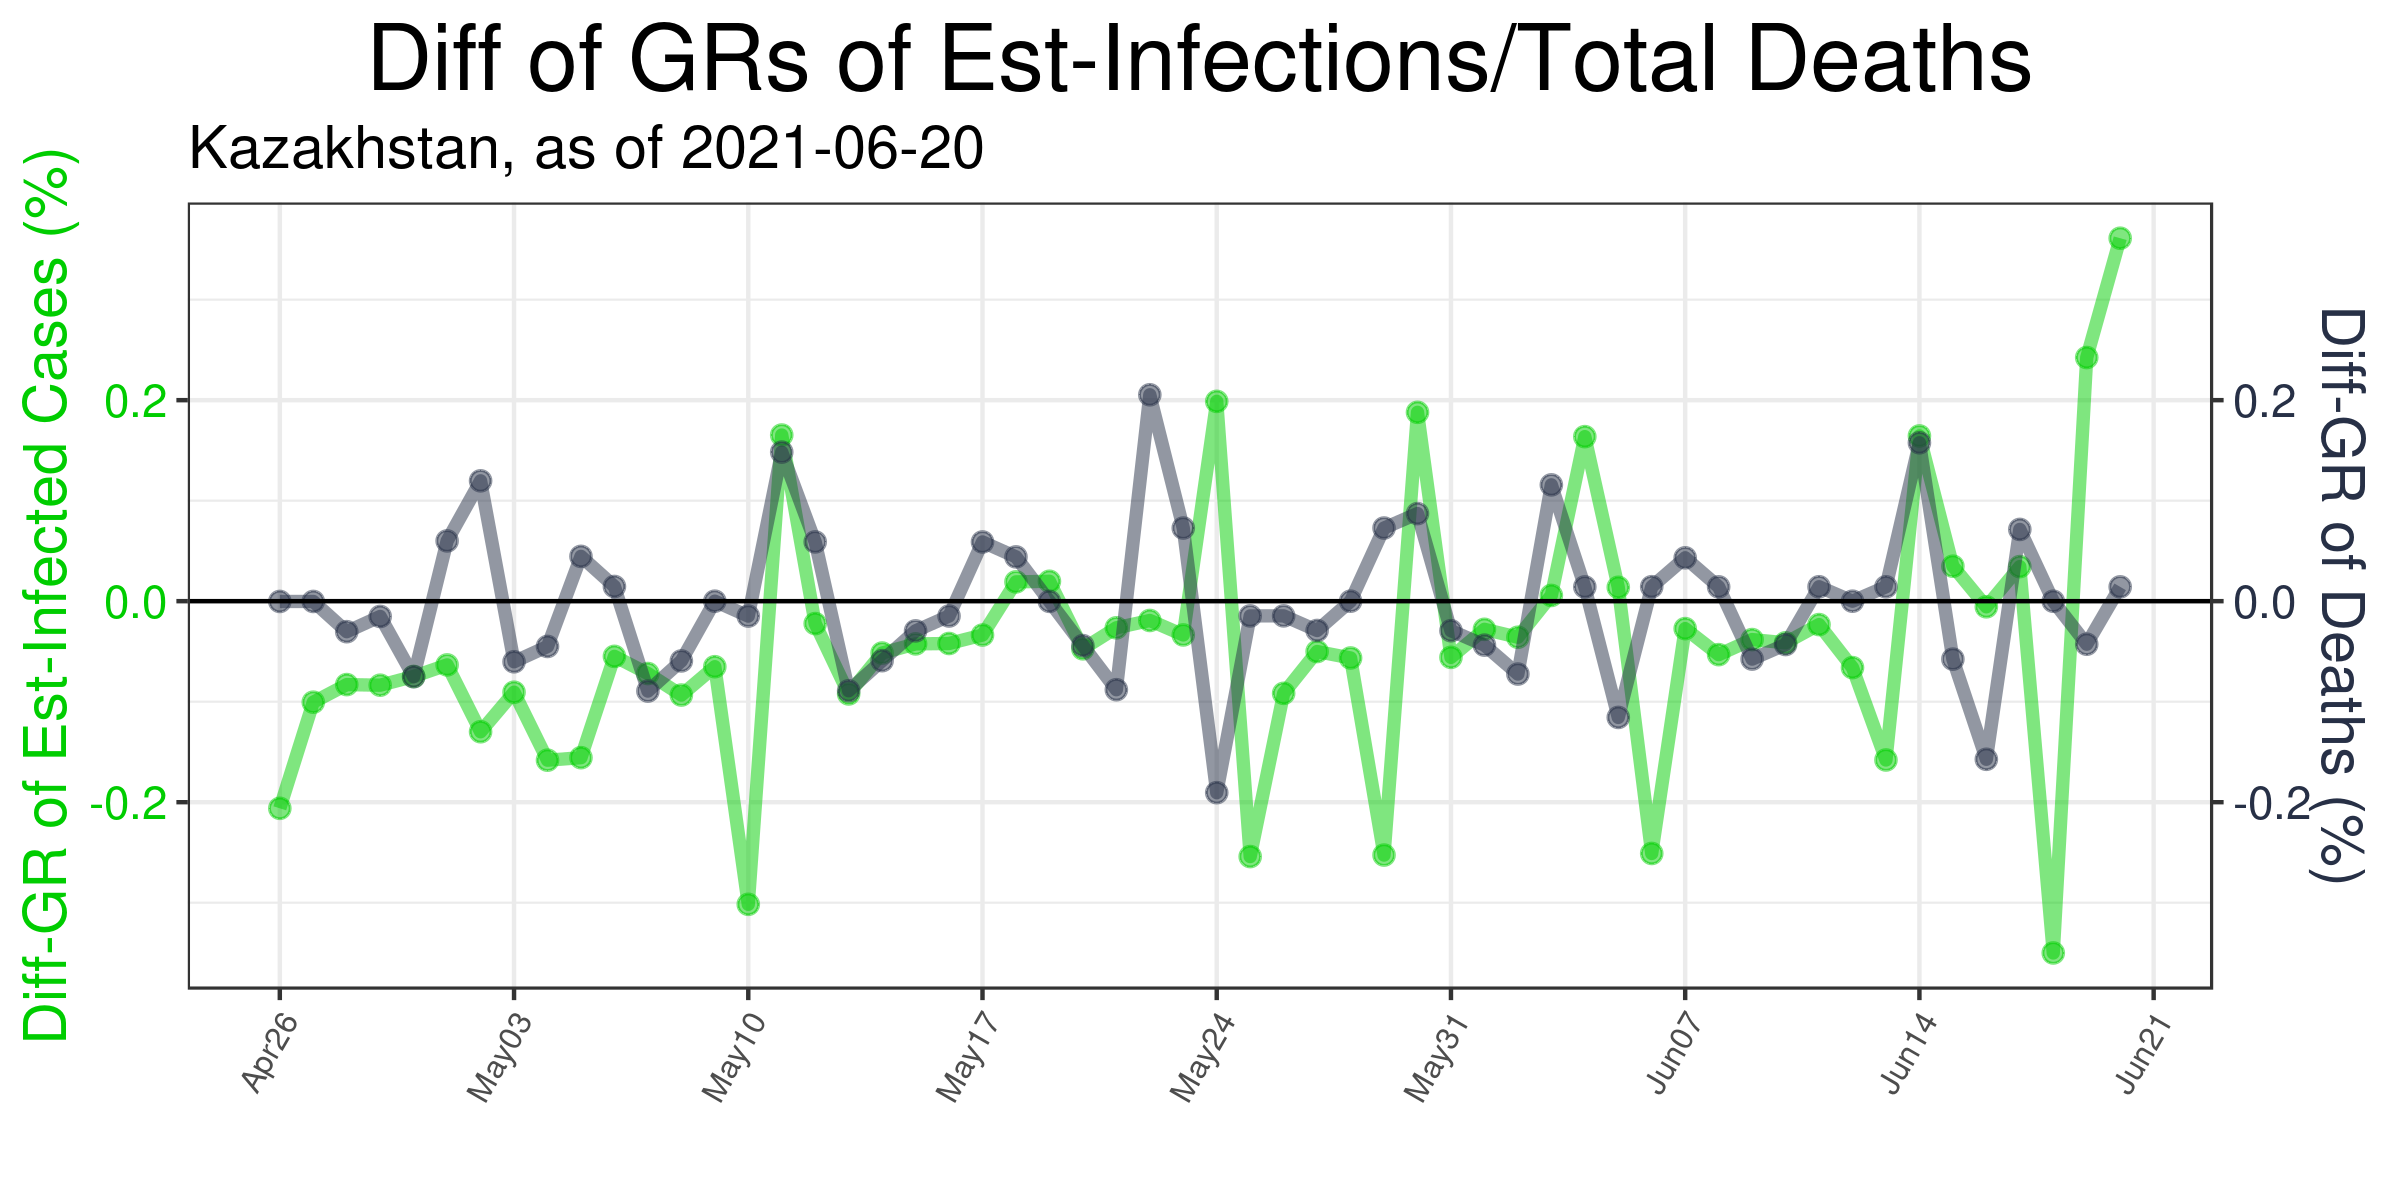 Diff of GRs of Est-Infections/Total Deaths
Kazakhstan, as of 2021-06-20
Diff-GR of Est-Infected Cases (%)
0.2
0.0
-0.2
0.2
0.0
-0.2
Diff-GR of Deaths (%)
Apr26
May03
May10
May17
May24
May31
Jun07
Jun14
Jun21